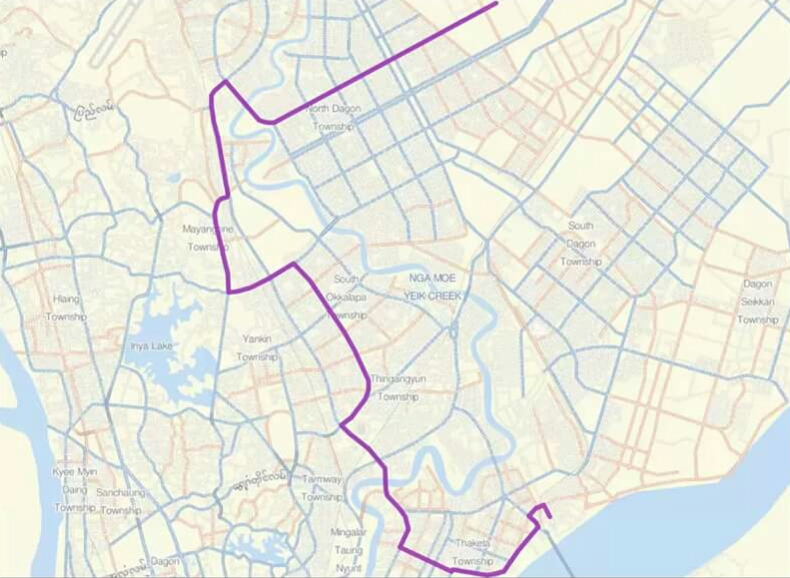 North Dagon
Township
Mayangone
Township
South
Dagon
Township
NGA MOE
YEIK CREEK
South
Okkalapa
Township
Dagon
Seikkan
Township
Hlaing
Township
Yankin
Township
Inya Lake
Thingangyun
Township
Kyee Myin
Daing
Township
Sanchaung
Township
Tamway
Township
Mingalar
Taung
Nyunt
Thaketa
Township
Dagon